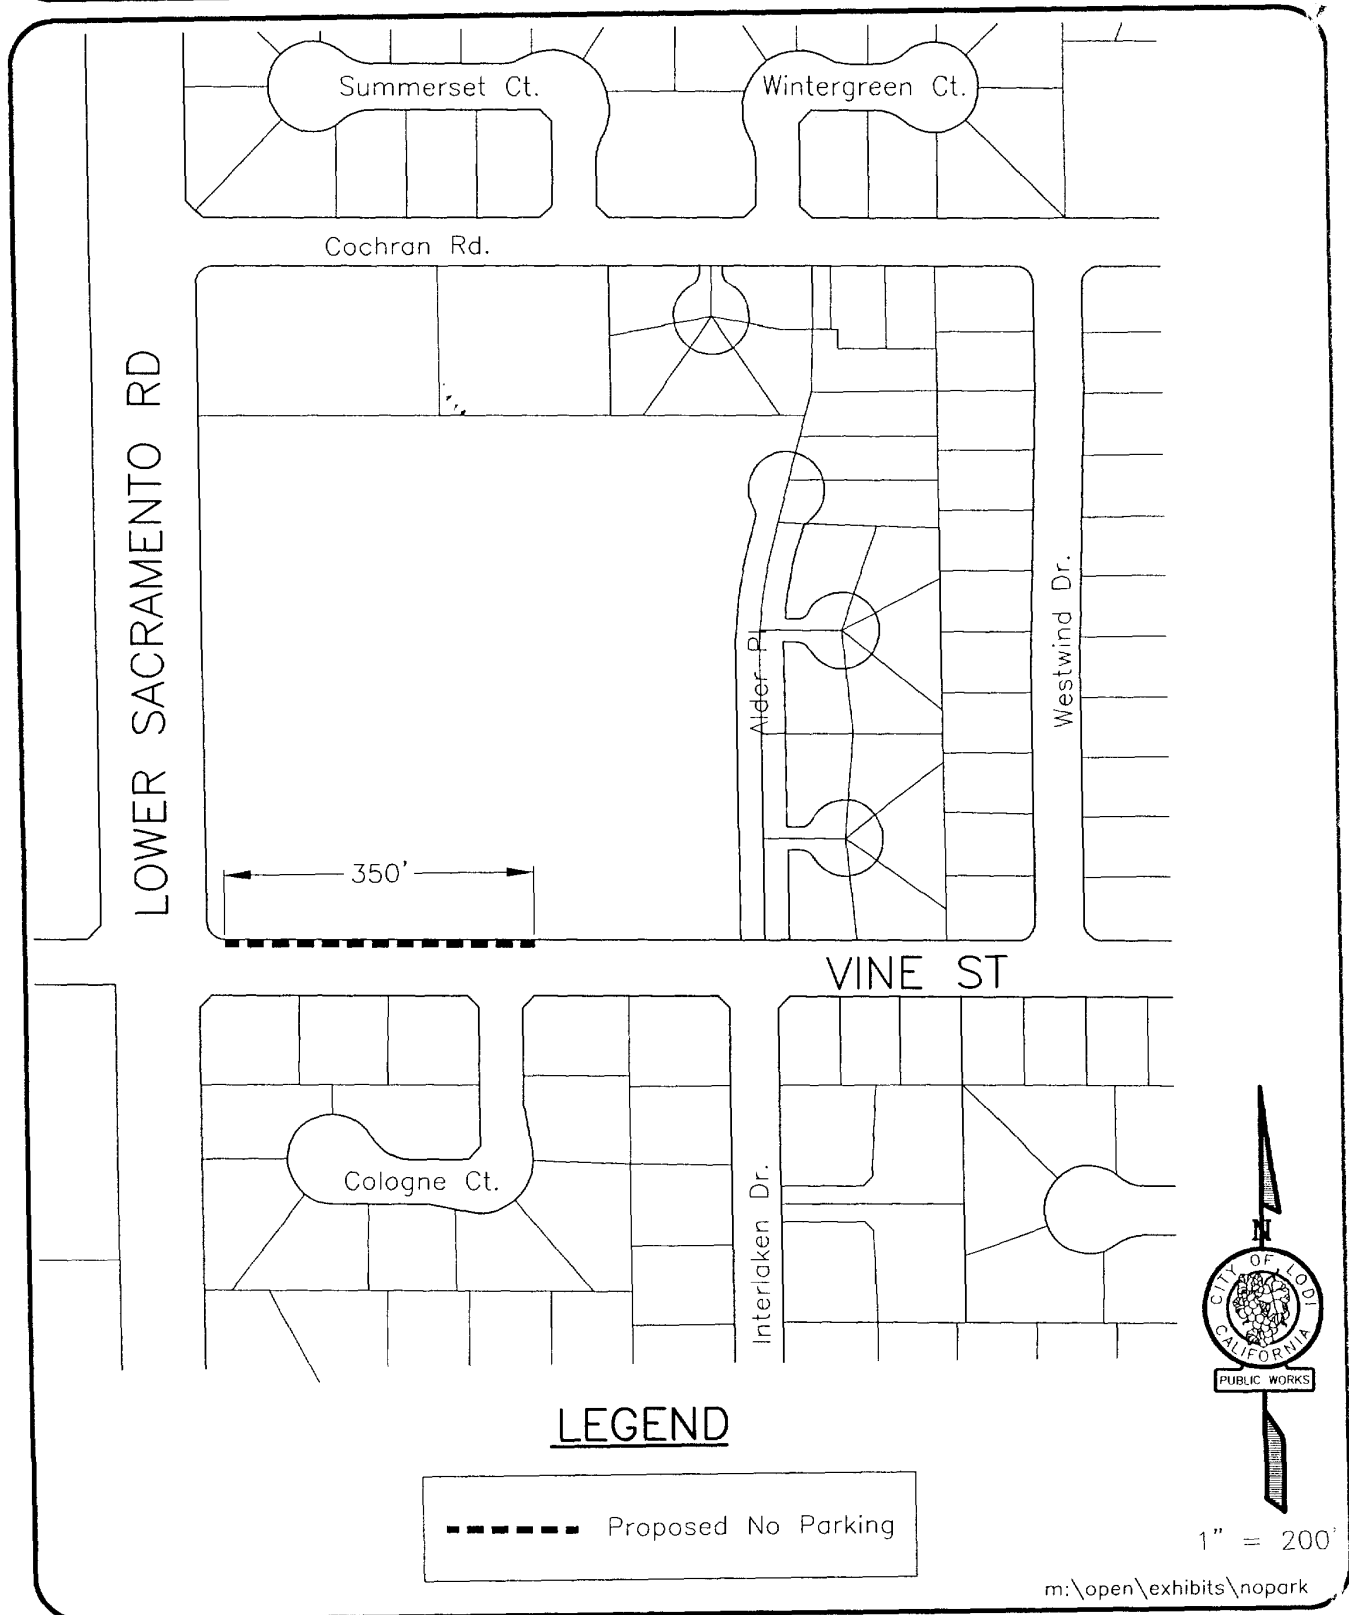 Summerset Ct.
Wintergreen Ct.
Cochran Rd.
LOWER SACRAMENTO RD
Westwind Dr.
Alder Pl
350'
VINE ST
Cologne Ct.
Interlaken Dr.
N
CITY OF LODI
CALIFORNIA
PUBLIC WORKS
LEGEND
Proposed No Parking
1" = 200'
m:\open\exhibits\nopark